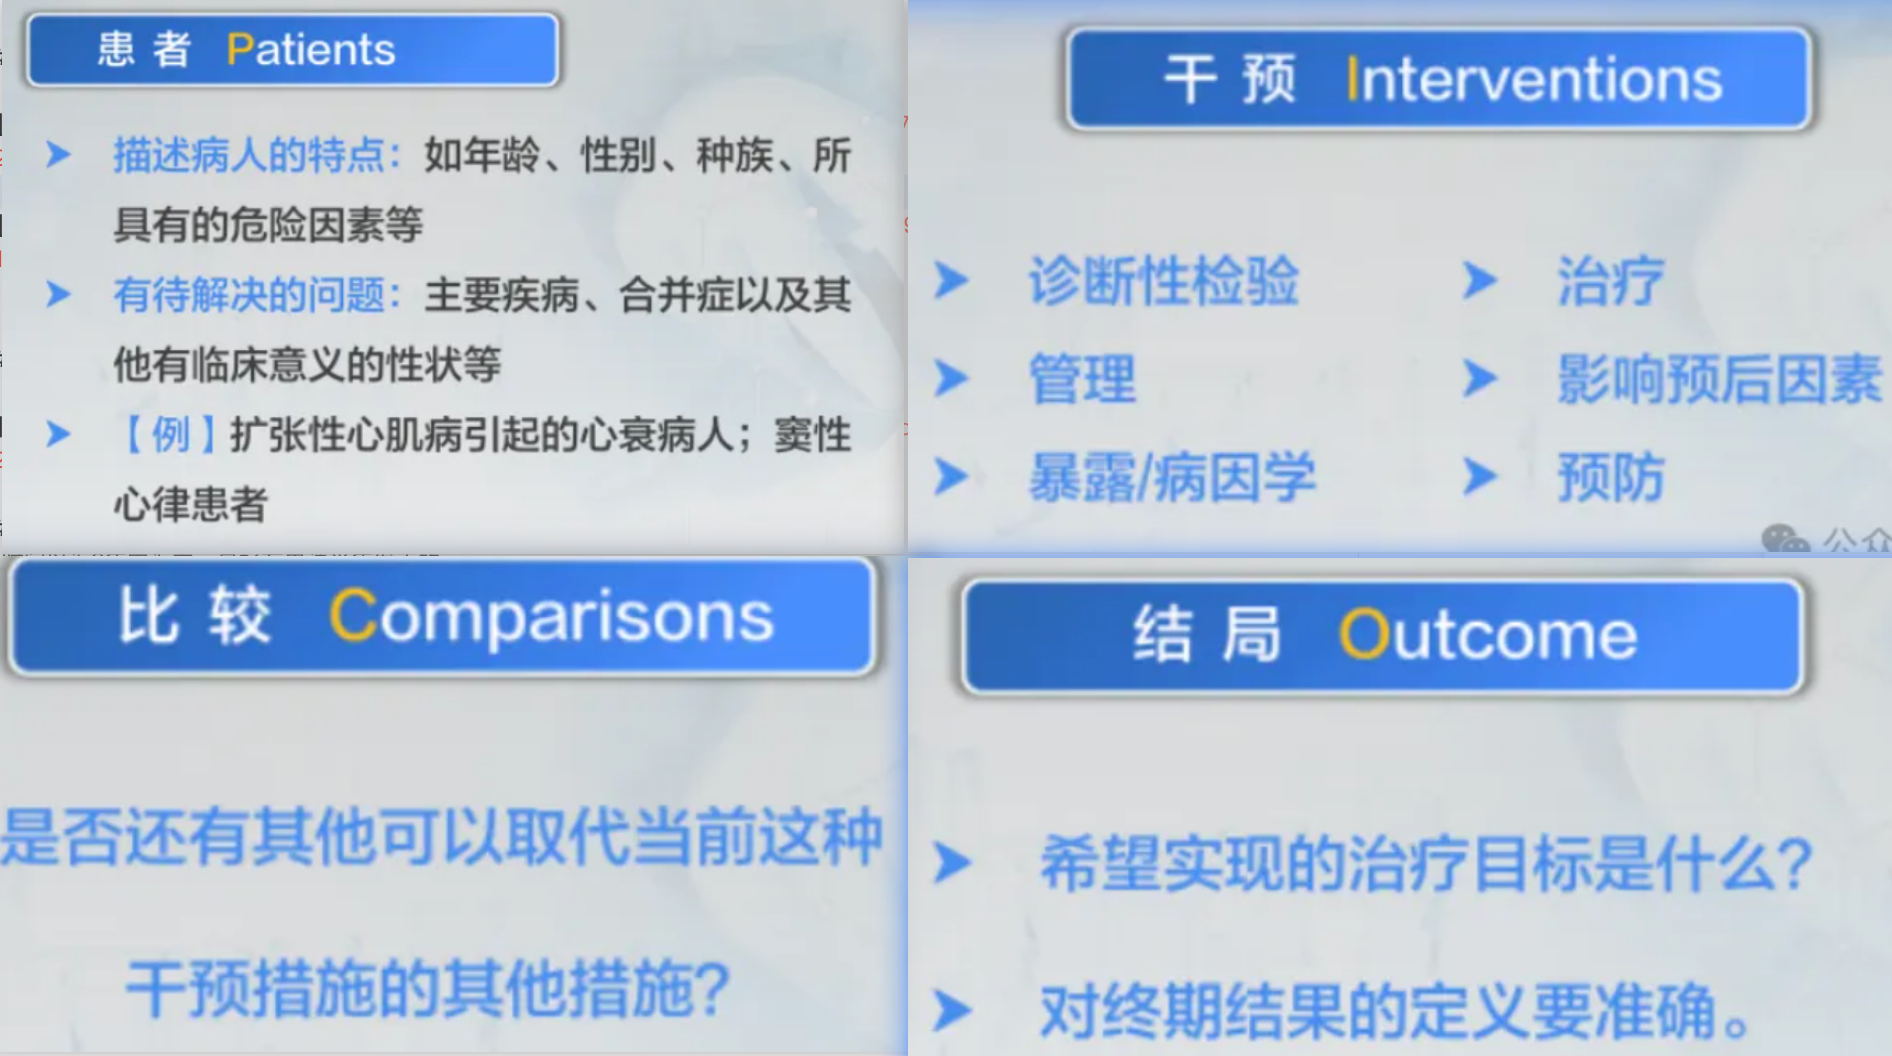 患者 Patients
描述病人的特点：如年龄、性别、种族、所
具有的危险因素等
有待解决的问题：主要疾病、合并症以及其
他有临床意义的性状等
【例】扩张性心肌病引起的心衰病人；窦性
心律患者
干预 Interventions
诊断性检验
治疗
管理
影响预后因素
暴露/病因学
预防
公众
比较 Comparisons
是否还有其他可以取代当前这种
干预措施的其他措施？
结局 Outcome
希望实现的治疗目标是什么？
对终期结果的定义要准确。